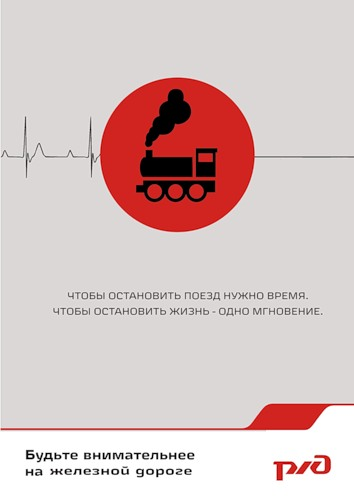 ЧТОБЫ ОСТАНОВИТЬ ПОЕЗД НУЖНО ВРЕМЯ.
ЧТОБЫ ОСТАНОВИТЬ ЖИЗНЬ - ОДНО МГНОВЕНИЕ.
Будьте внимательнее
на железной дороге
ржд